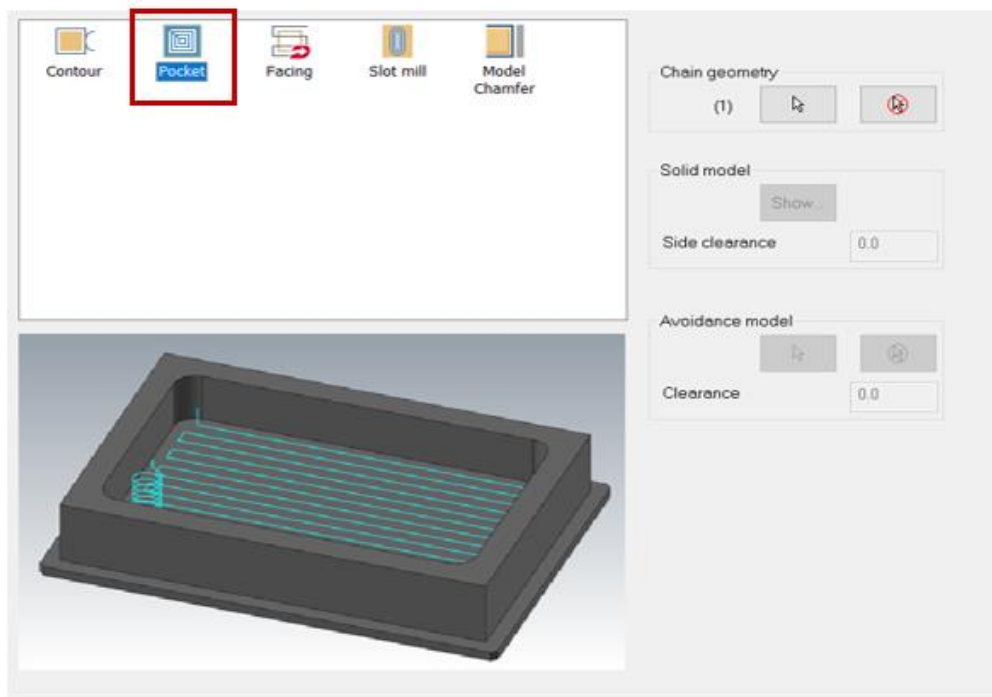 Contour
Pocket
Facing
Slot mill
Model
Chamfer
Chain geometry
(1)
Solid model
Show...
Side clearance
0.0
Avoidance model
Clearance
0.0